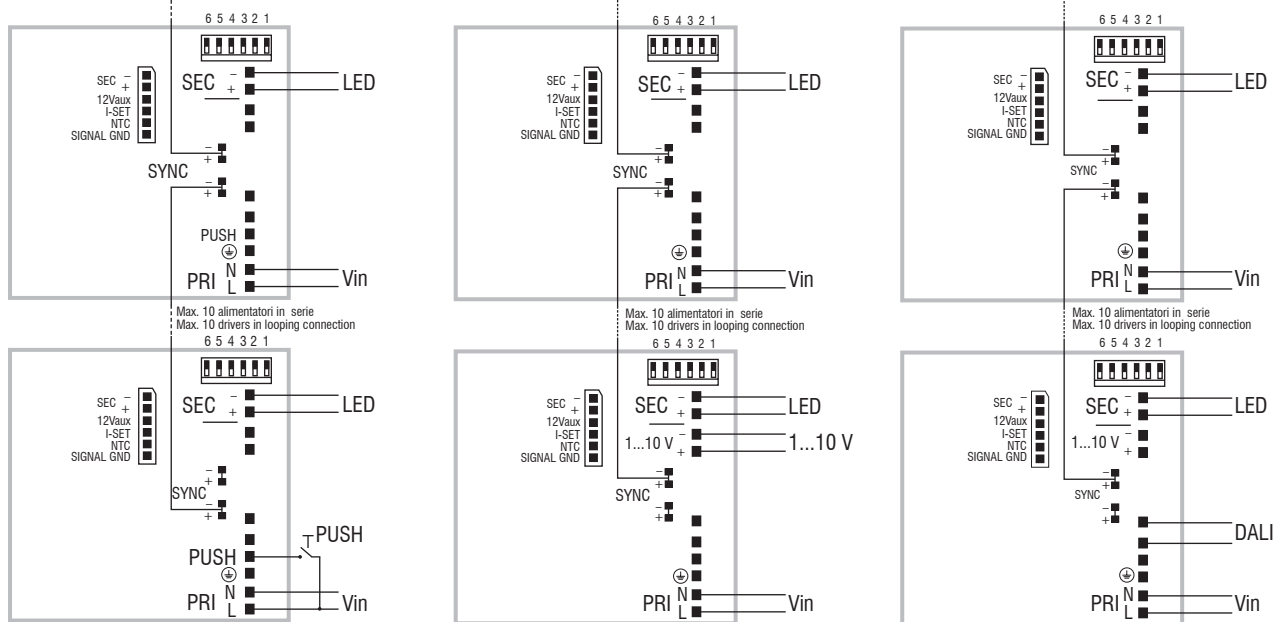 6 5 4 3 2 1
SEC –
+
12Vaux
I-SET
NTC
SIGNAL GND
SEC –
+
LED
–
+
SYNC
–
+
PUSH
N
PRI
L
Vin
Max. 10 alimentatori in serie
Max. 10 drivers in looping connection
6 5 4 3 2 1
SEC –
+
12Vaux
I-SET
NTC
SIGNAL GND
SEC –
+
LED
–
+
SYNC
–
+
PUSH
PUSH
N
PRI
L
Vin
6 5 4 3 2 1
SEC –
+
12Vaux
I-SET
NTC
SIGNAL GND
SEC –
+
LED
–
+
SYNC
–
+
N
PRI
L
Vin
Max. 10 alimentatori in serie
Max. 10 drivers in looping connection
6 5 4 3 2 1
SEC –
+
12Vaux
I-SET
NTC
SIGNAL GND
SEC –
+
LED
1...10 V –
+
1...10 V
–
+
SYNC
–
+
N
PRI
L
Vin
6 5 4 3 2 1
SEC –
+
12Vaux
I-SET
NTC
SIGNAL GND
SEC –
+
LED
–
+
SYNC
–
+
N
PRI
L
Vin
Max. 10 alimentatori in serie
Max. 10 drivers in looping connection
6 5 4 3 2 1
SEC –
+
12Vaux
I-SET
NTC
SIGNAL GND
SEC –
+
LED
1...10 V –
+
–
+
SYNC
–
+
DALI
N
PRI
L
Vin